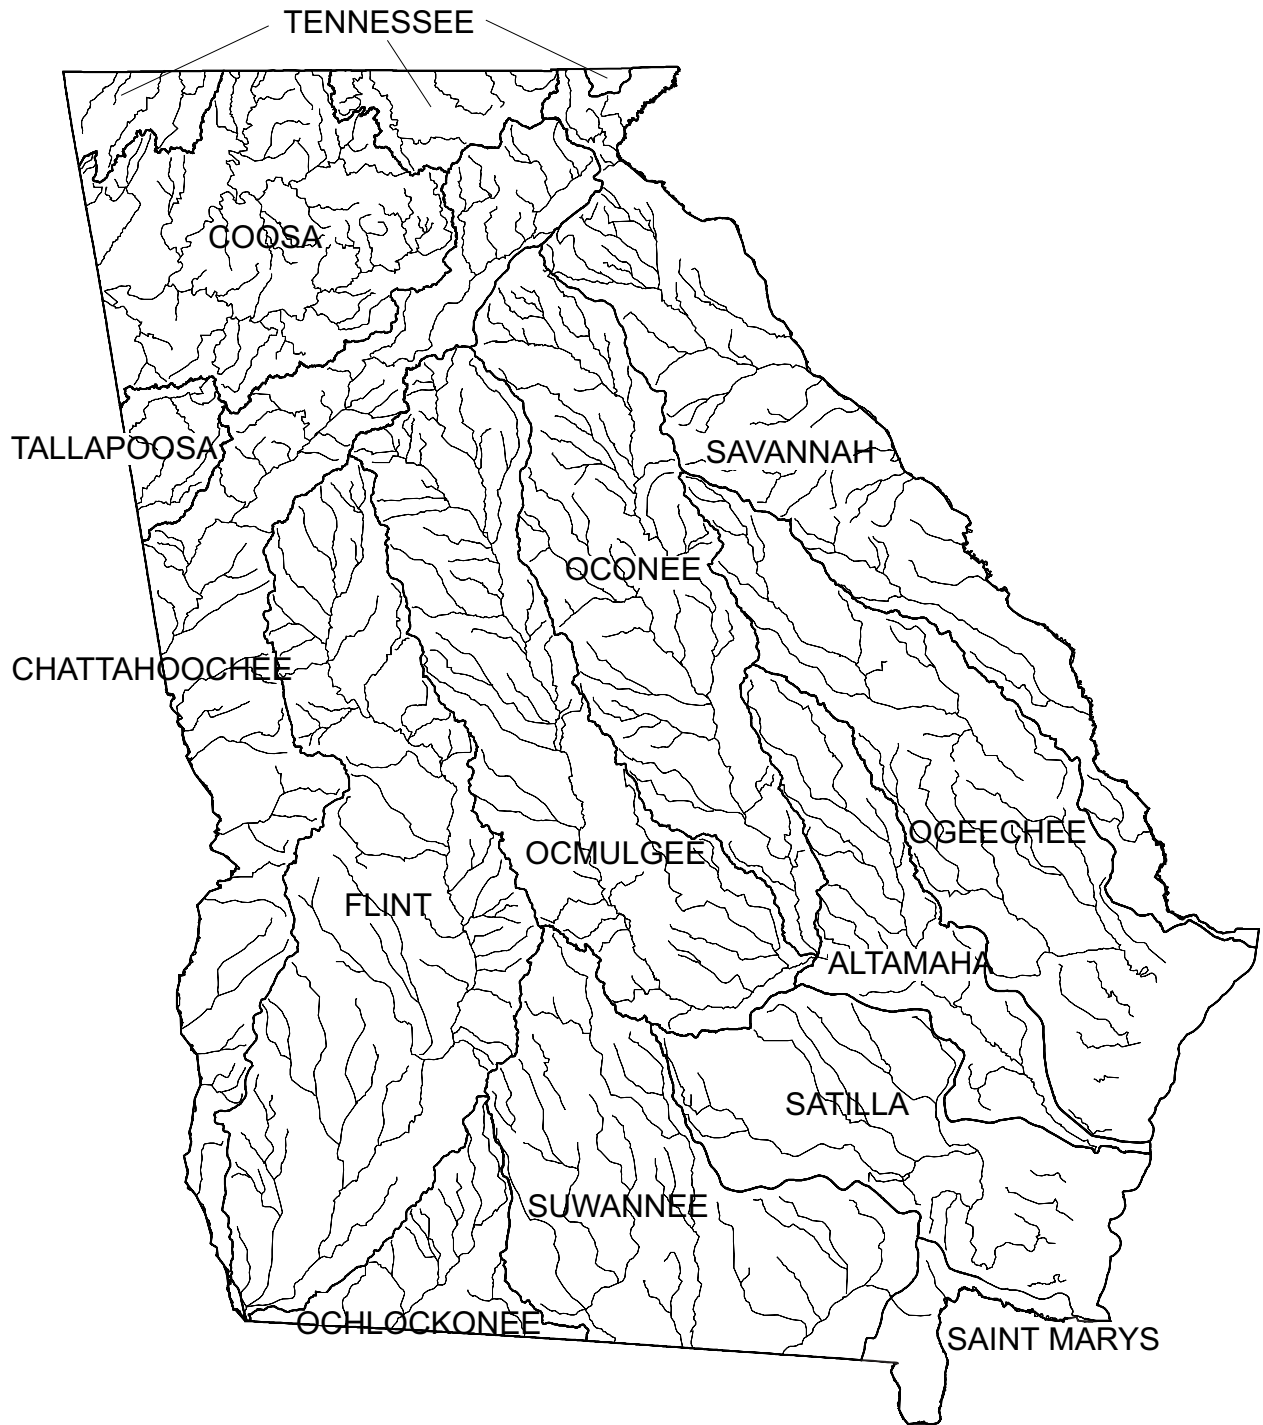 TENNESSEE
COOSA
TALLAPOOSA
SAVANNAH
OCONEE
CHATTAHOOCHEE
OGEECHEE
OCMULGEE
FLINT
ALTAMAHA
SATILLA
SUWANNEE
OCHLOCKONEE
SAINT MARYS